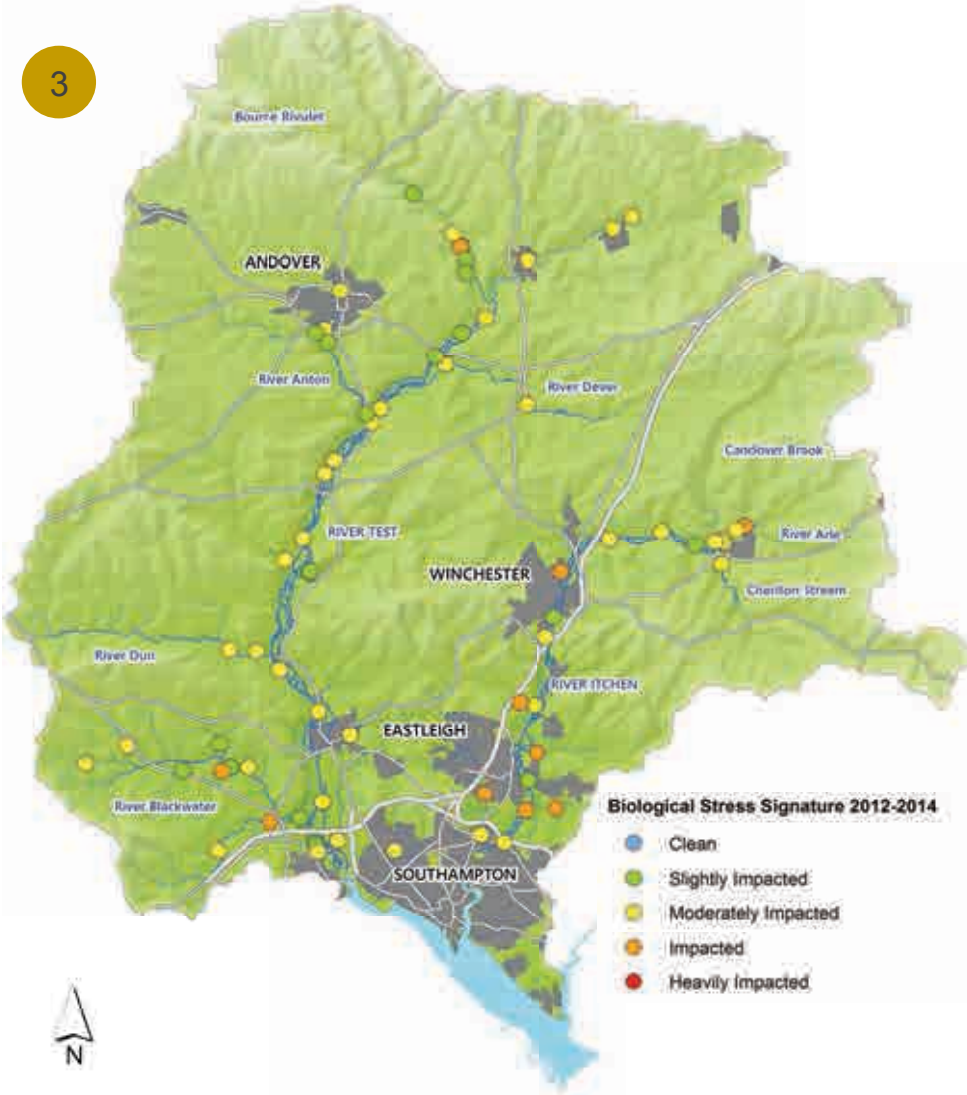 3
Bourne Rivulet
ANDOVER
River Anton
River Dever
Candover Brook
RIVER TEST
River Arle
WINCHESTER
Cheriton Stream
River Dun
RIVER ITCHEN
EASTLEIGH
River Blackwater
SOUTHAMPTON
Biological Stress Signature 2012-2014
Clean
Slightly Impacted
Moderately Impacted
Impacted
Heavily Impacted
N